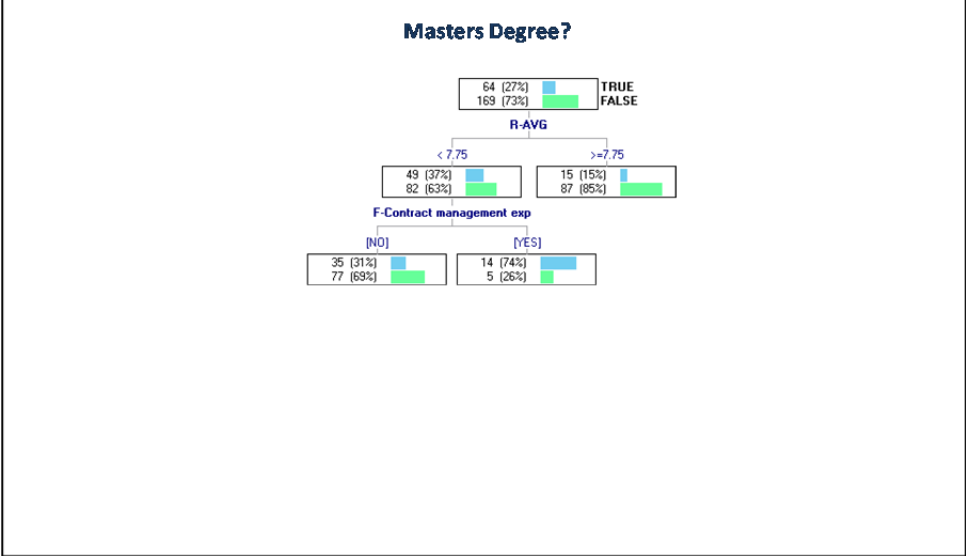 Masters Degree?
64 (27%) TRUE
169 (73%) FALSE
R-AVG
< 7.75 >=7.75
49 (37%) 15 (15%)
82 (63%) 87 (85%)
F-Contract management exp
[NO] [YES]
35 (31%) 14 (74%)
77 (69%) 5 (26%)